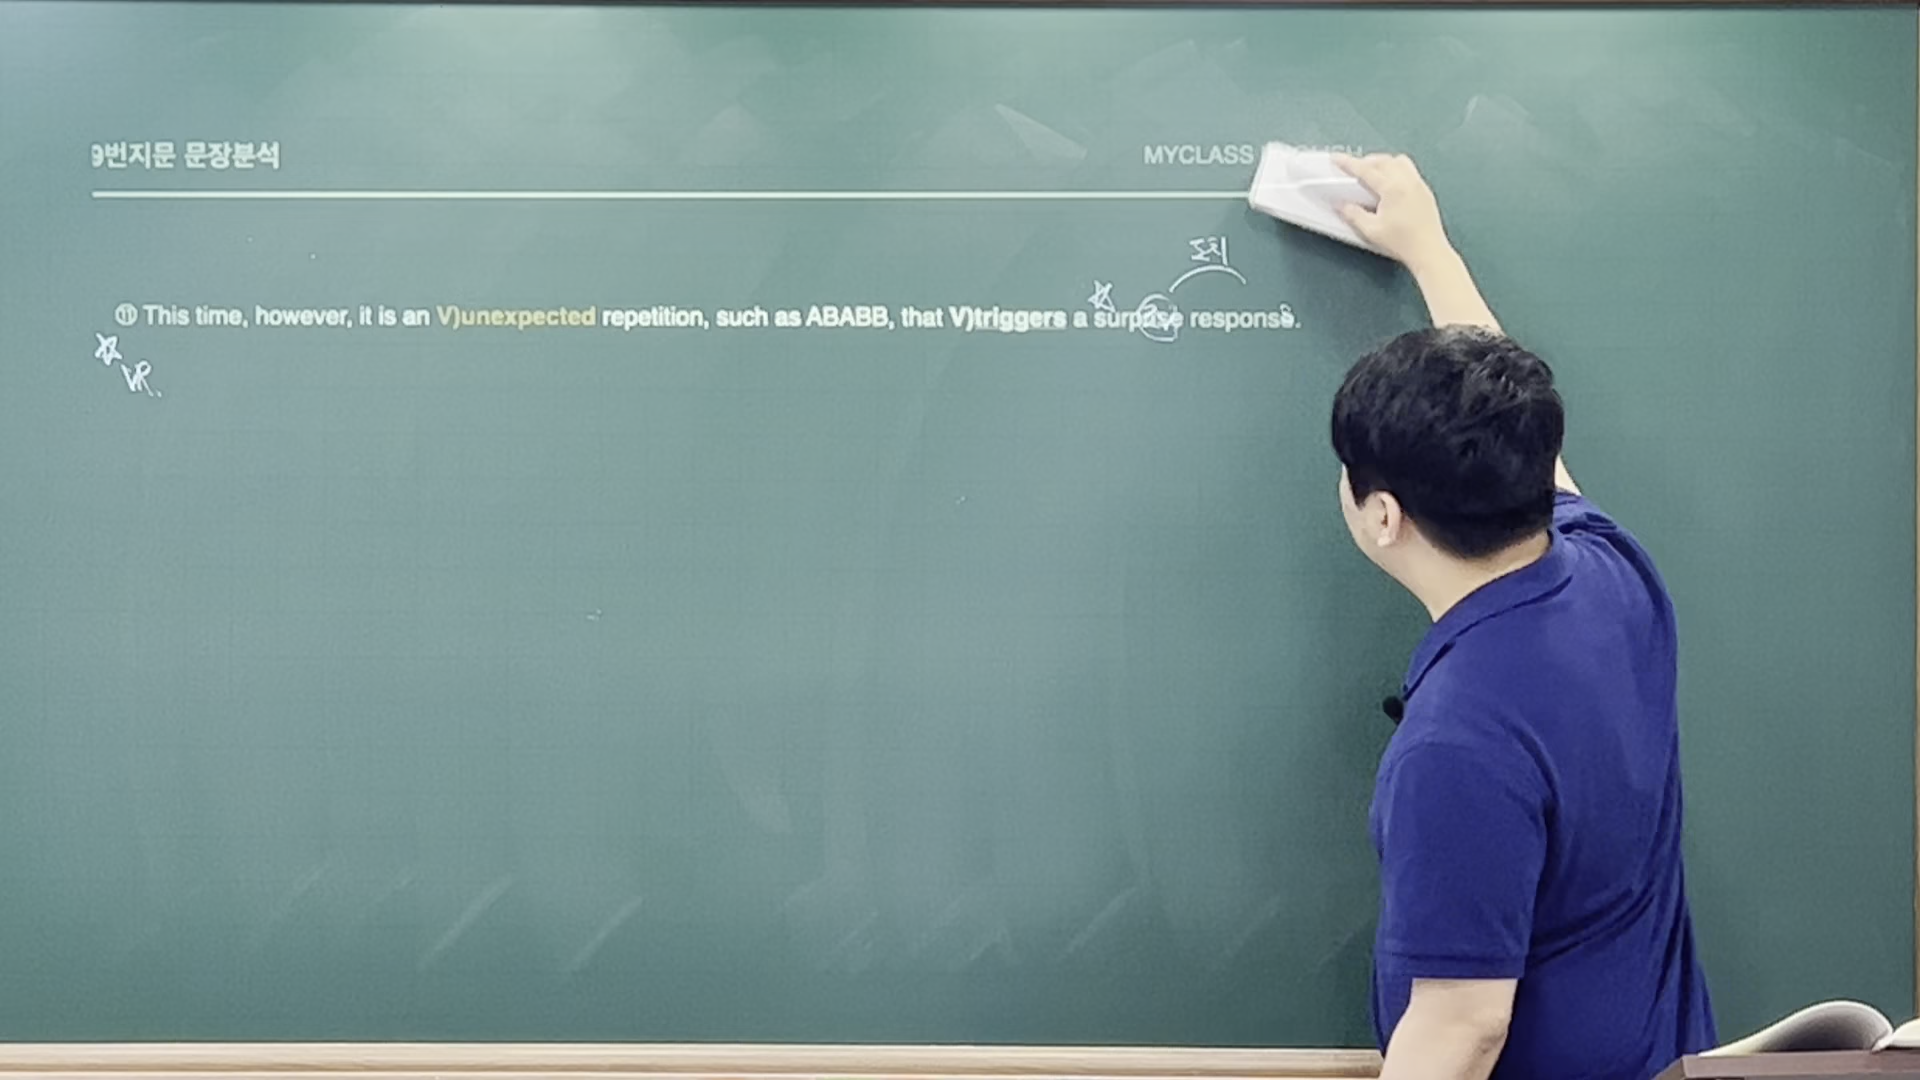 9번지문 문장분석
MYCLASS ENGLISH
도치
⑪ This time, however, it is an V)unexpected repetition, such as ABABB, that V)triggers a surprise response.
☆ VR.